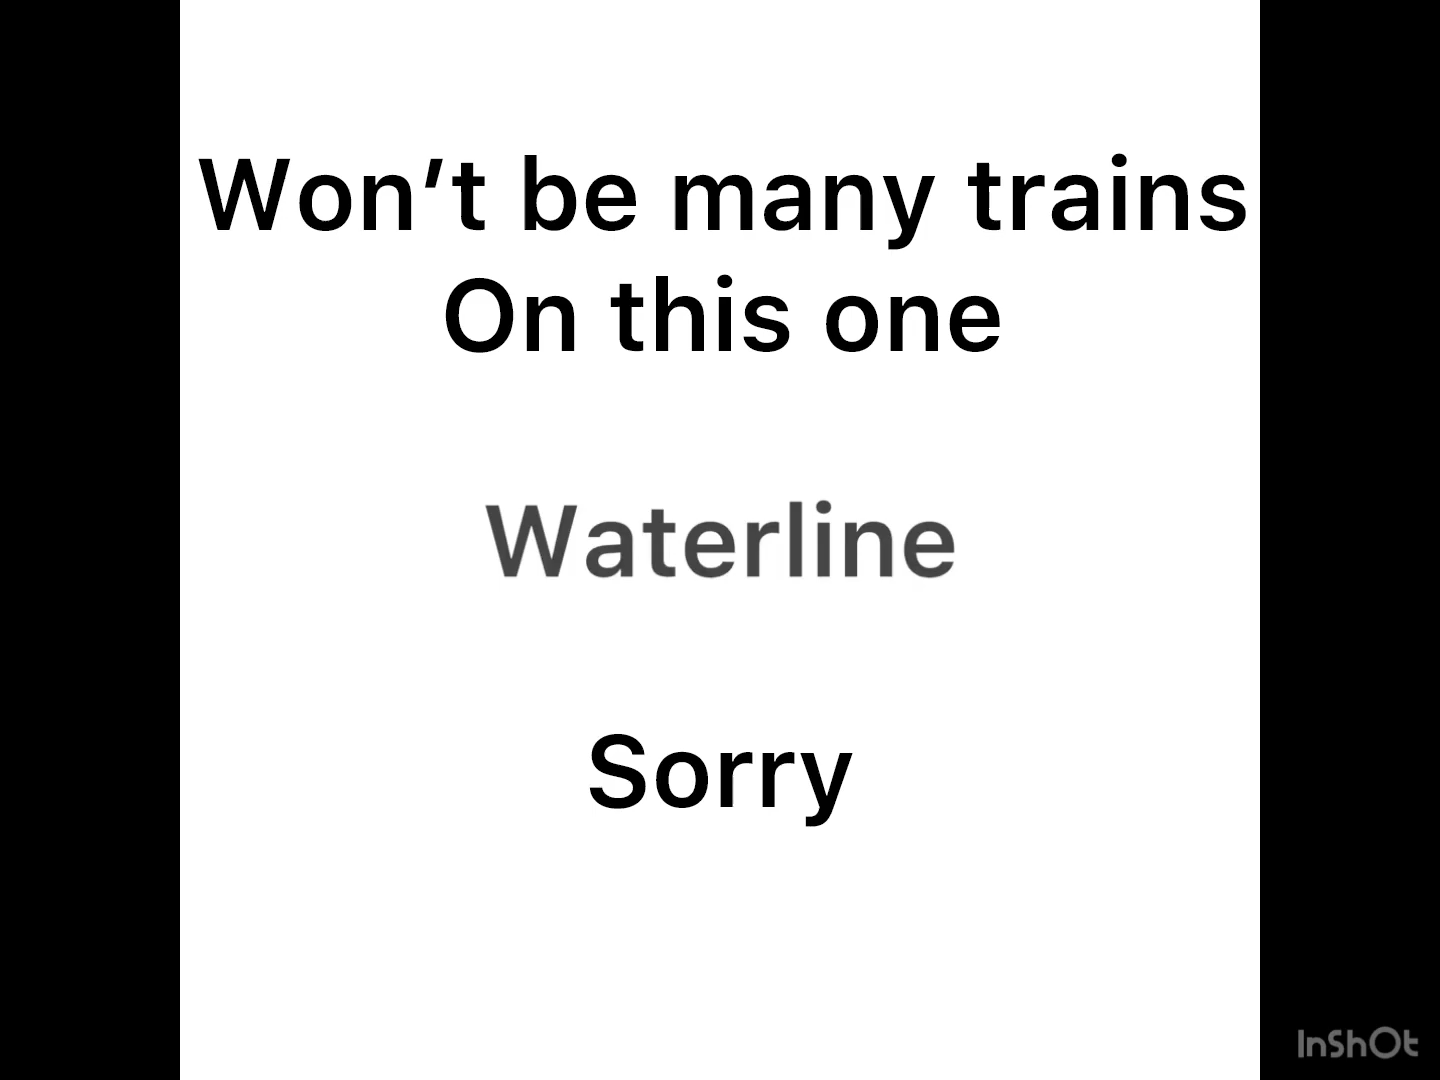 Won't be many trains
On this one
Waterline
Sorry
InShOt